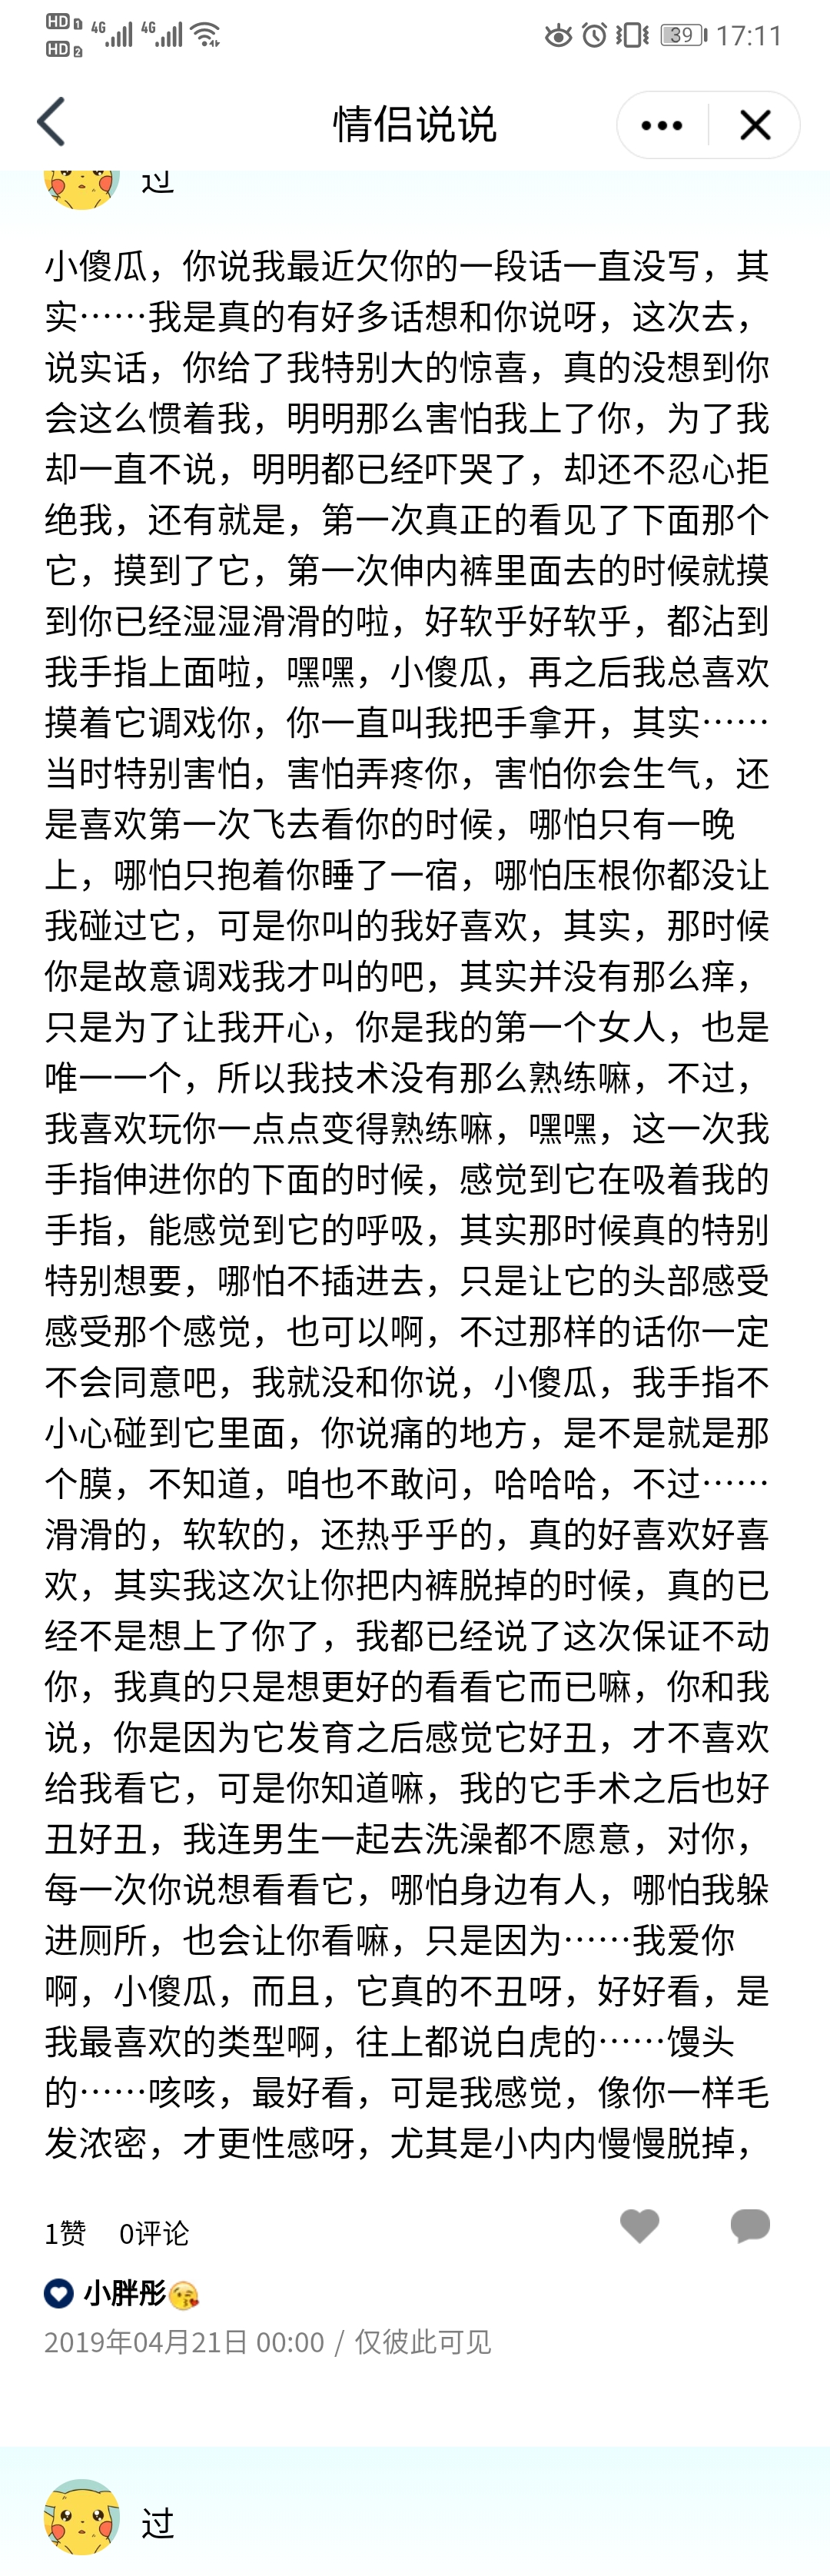 HD 1 4G 4G
HD 2
39 17:11
情侣说说
过
小傻瓜，你说我最近欠你的一段话一直没写，其
实……我是真的有好多话想和你说呀，这次去，
说实话，你给了我特别大的惊喜，真的没想到你
会这么惯着我，明明那么害怕我上了你，为了我
却一直不说，明明都已经吓哭了，却还不忍心拒
绝我，还有就是，第一次真正的看见了下面那个
它，摸到了它，第一次伸内裤里面去的时候就摸
到你已经湿湿滑滑的啦，好软乎好软乎，都沾到
我手指上面啦，嘿嘿，小傻瓜，再之后我总喜欢
摸着它调戏你，你一直叫我把手拿开，其实……
当时特别害怕，害怕弄疼你，害怕你会生气，还
是喜欢第一次飞去看你的时候，哪怕只有一晚
上，哪怕只抱着你睡了一宿，哪怕压根你都没让
我碰过它，可是你叫的我好喜欢，其实，那时候
你是故意调戏我才叫的吧，其实并没有那么痒，
只是为了让我开心，你是我的第一个女人，也是
唯一一个，所以我技术没有那么熟练嘛，不过，
我喜欢玩你一点点变得熟练嘛，嘿嘿，这一次我
手指伸进你的下面的时候，感觉到它在吸着我的
手指，能感觉到它的呼吸，其实那时候真的特别
特别想要，哪怕不插进去，只是让它的头部感受
感受那个感觉，也可以啊，不过那样的话你一定
不会同意吧，我就没和你说，小傻瓜，我手指不
小心碰到它里面，你说痛的地方，是不是就是那
个膜，不知道，咱也不敢问，哈哈哈，不过……
滑滑的，软软的，还热乎乎的，真的好喜欢好喜
欢，其实我这次让你把内裤脱掉的时候，真的已
经不是想上了你了，我都已经说了这次保证不动
你，我真的只是想更好的看看它而已嘛，你和我
说，你是因为它发育之后感觉它好丑，才不喜欢
给我看它，可是你知道嘛，我的它手术之后也好
丑好丑，我连男生一起去洗澡都不愿意，对你，
每一次你说想看看它，哪怕身边有人，哪怕我躲
进厕所，也会让你看嘛，只是因为……我爱你
啊，小傻瓜，而且，它真的不丑呀，好好看，是
我最喜欢的类型啊，往上都说白虎的……馒头
的……咳咳，最好看，可是我感觉，像你一样毛
发浓密，才更性感呀，尤其是小内内慢慢脱掉，
1赞 0评论
小胖彤😘
2019年04月21日 00:00 / 仅彼此可见
过